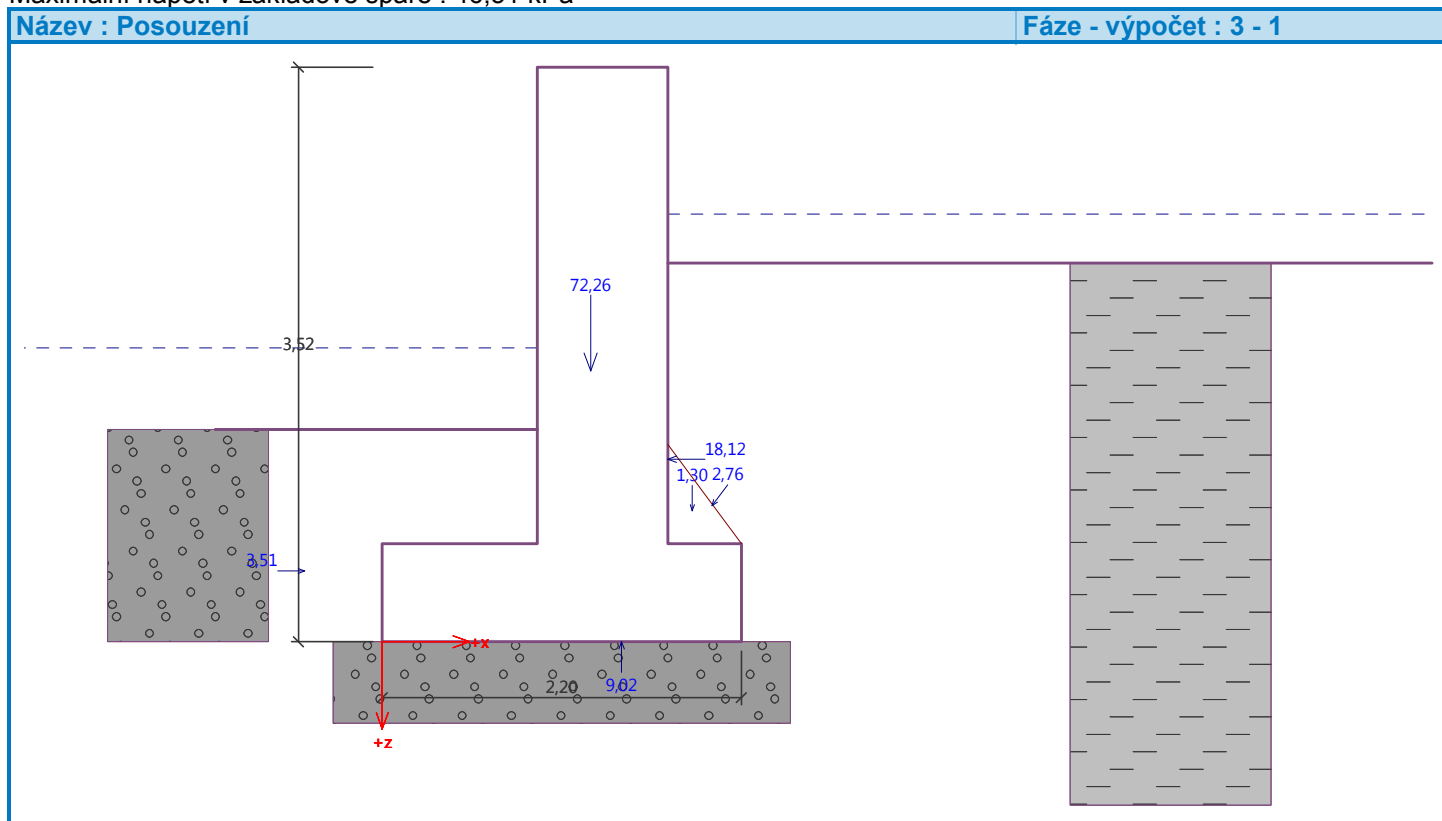 Název : Posouzení
Fáze - výpočet : 3 - 1
72,26
3,52
18,12
1,30
2,76
3,51
+x
2,20
9,02
+z